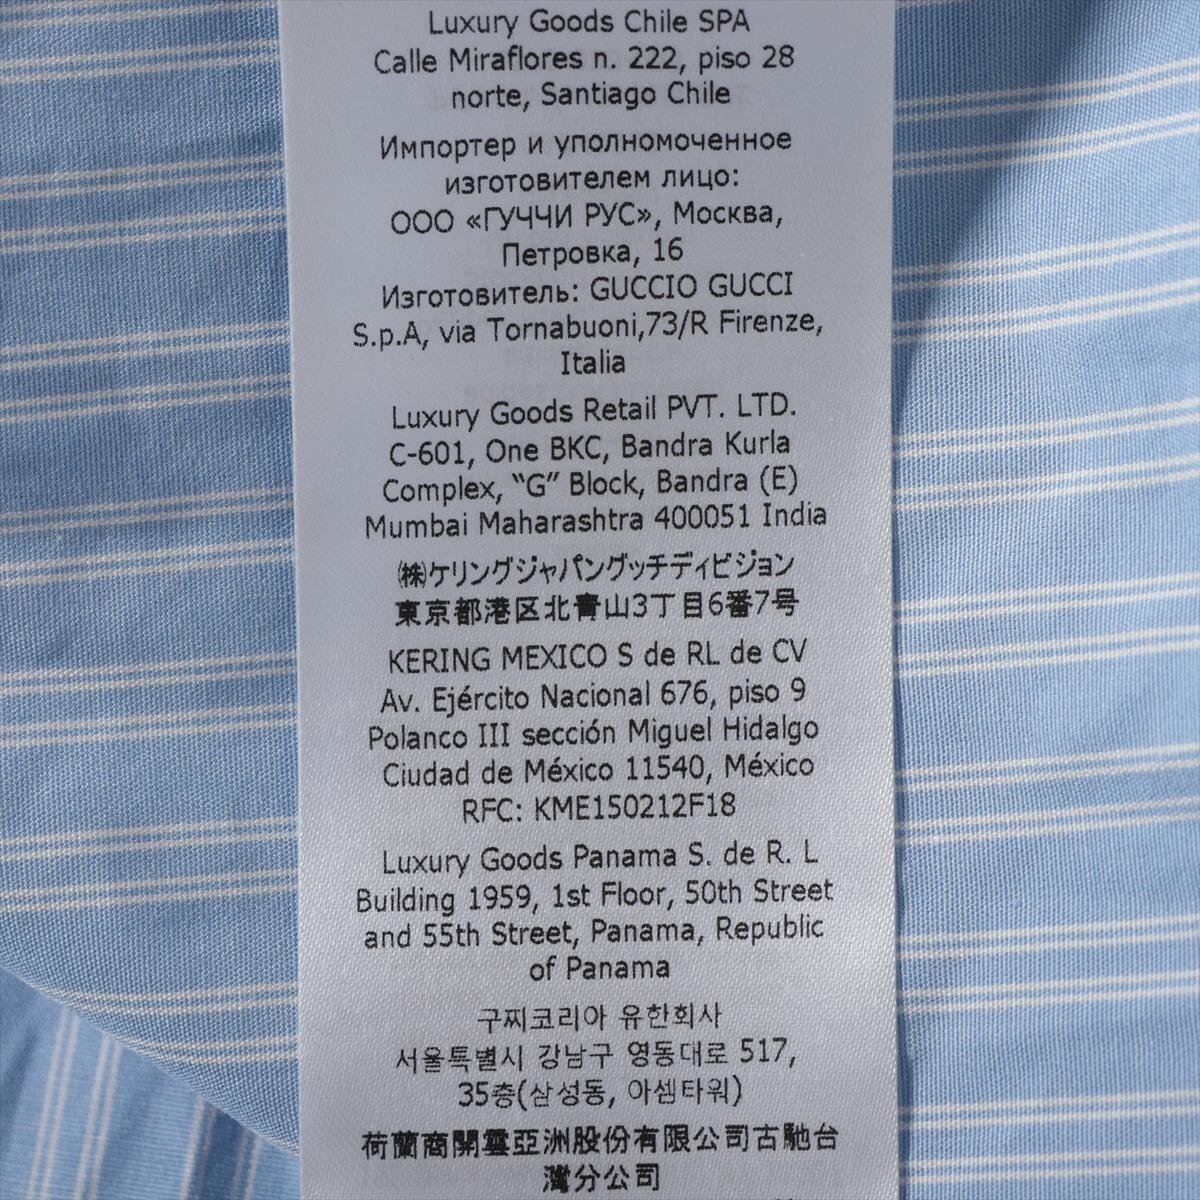 Luxury Goods Chile SPA
Calle Miraflores n. 222, piso 28
norte, Santiago Chile
Импортер и уполномоченное
изготовителем лицо:
ООО «ГУЧЧИ РУС», Москва,
Петровка, 16
Изготовитель: GUCCIO GUCCI
S.p.A, via Tornabuoni,73/R Firenze,
Italia
Luxury Goods Retail PVT. LTD.
C-601, One BKC, Bandra Kurla
Complex, “G” Block, Bandra (E)
Mumbai Maharashtra 400051 India
㈱ケリングジャパングッチディビジョン
東京都港区北青山3丁目6番7号
KERING MEXICO S de RL de CV
Av. Ejército Nacional 676, piso 9
Polanco III sección Miguel Hidalgo
Ciudad de México 11540, México
RFC: KME150212F18
Luxury Goods Panama S. de R. L
Building 1959, 1st Floor, 50th Street
and 55th Street, Panama, Republic
of Panama
구찌코리아 유한회사
서울특별시 강남구 영동대로 517,
35층(삼성동, 아셈타워)
荷蘭商開雲亞洲股份有限公司古馳台
灣分公司